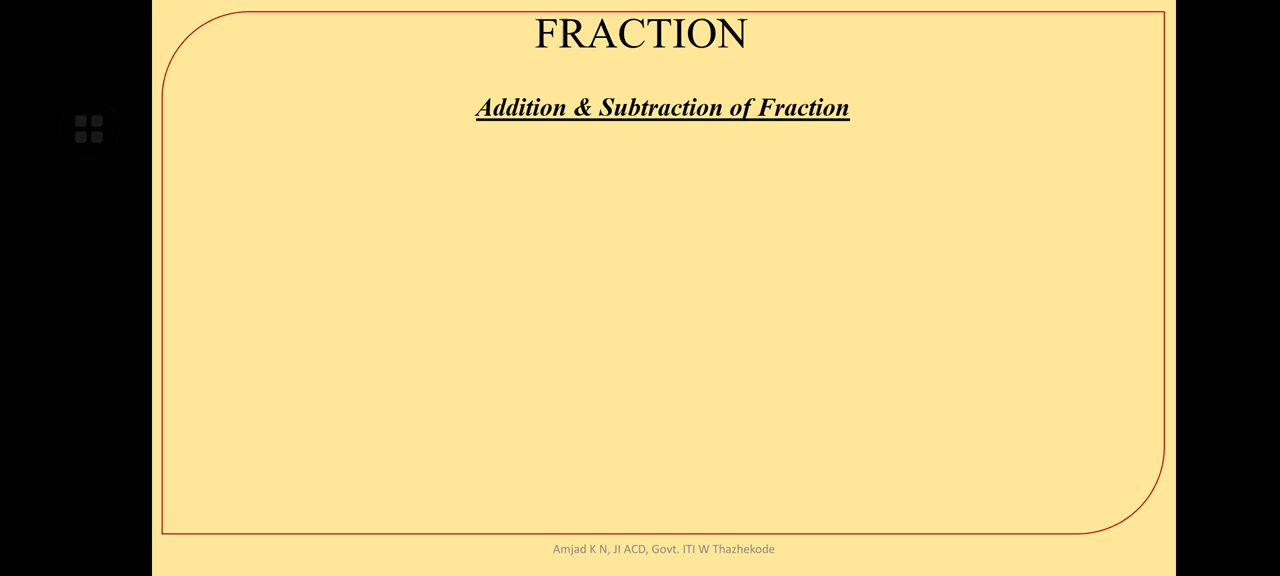 FRACTION
Addition & Subtraction of Fraction
Amjad K N, JI ACD, Govt. ITI W Thazhekode